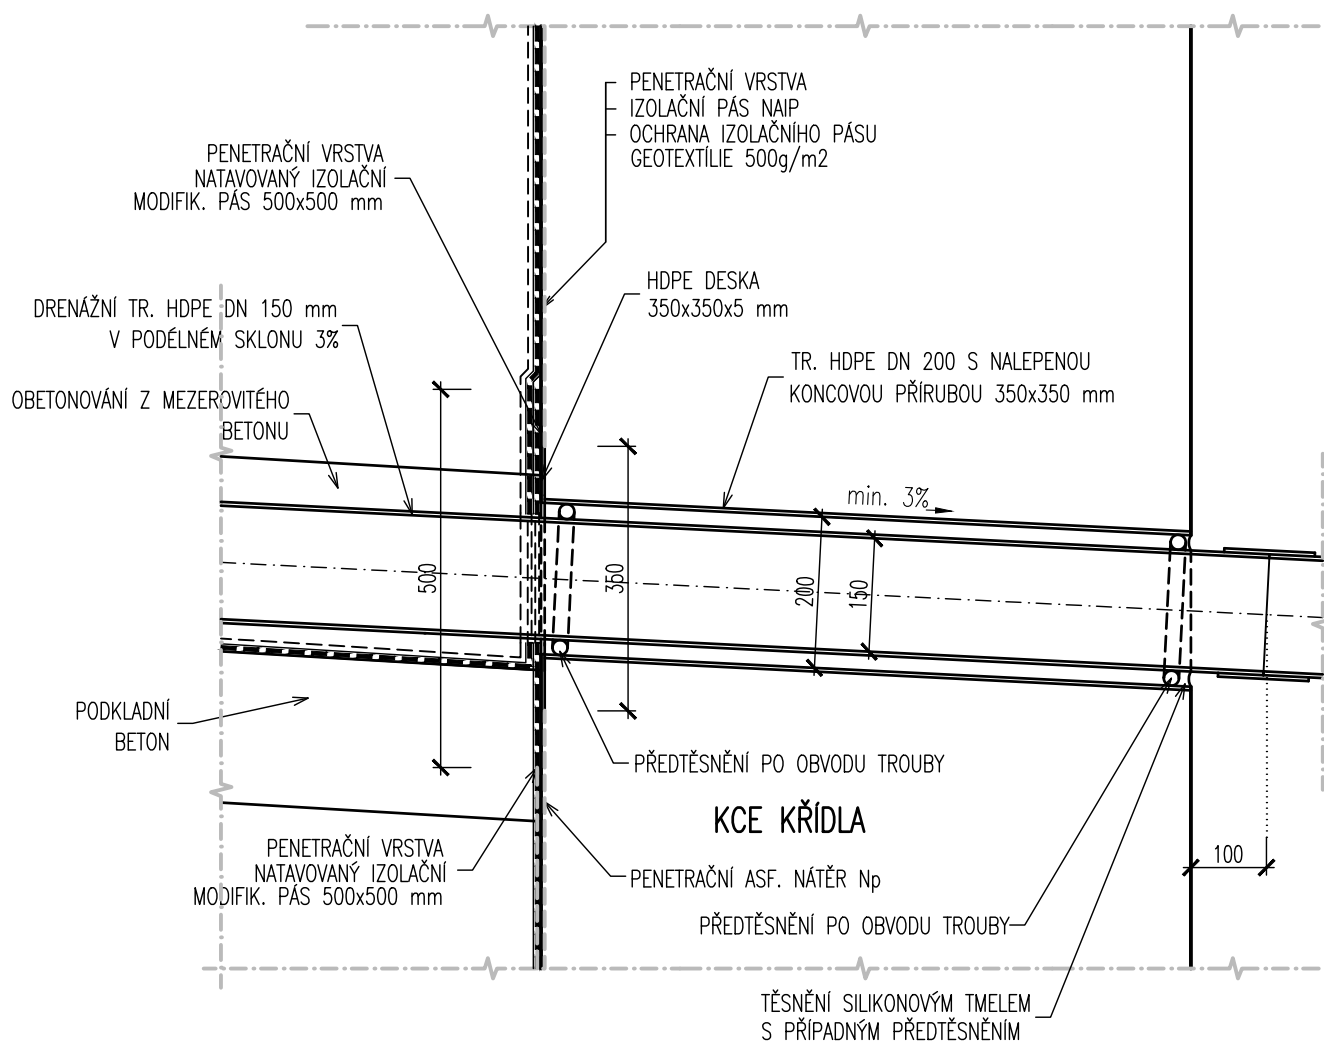 PENETRAČNÍ VRSTVA
IZOLAČNÍ PÁS NAIP
OCHRANA IZOLAČNÍHO PÁSU
GEOTEXTÍLIE 500g/m2
PENETRAČNÍ VRSTVA
NATAVOVANÝ IZOLAČNÍ
MODIFIK. PÁS 500x500 mm
HDPE DESKA
350x350x5 mm
DRENÁŽNÍ TR. HDPE DN 150 mm
V PODÉLNÉM SKLONU 3%
TR. HDPE DN 200 S NALEPENOU
KONCOVOU PŘÍRUBOU 350x350 mm
OBETONOVÁNÍ Z MEZEROVITÉHO
BETONU
min. 3%
500
350
200
150
PODKLADNÍ
BETON
PŘEDTĚSNĚNÍ PO OBVODU TROUBY
KCE KŘÍDLA
PENETRAČNÍ VRSTVA
NATAVOVANÝ IZOLAČNÍ
MODIFIK. PÁS 500x500 mm
100
PENETRAČNÍ ASF. NÁTĚR Np
PŘEDTĚSNĚNÍ PO OBVODU TROUBY
TĚSNĚNÍ SILIKONOVÝM TMELEM
S PŘÍPADNÝM PŘEDTĚSNĚNÍM